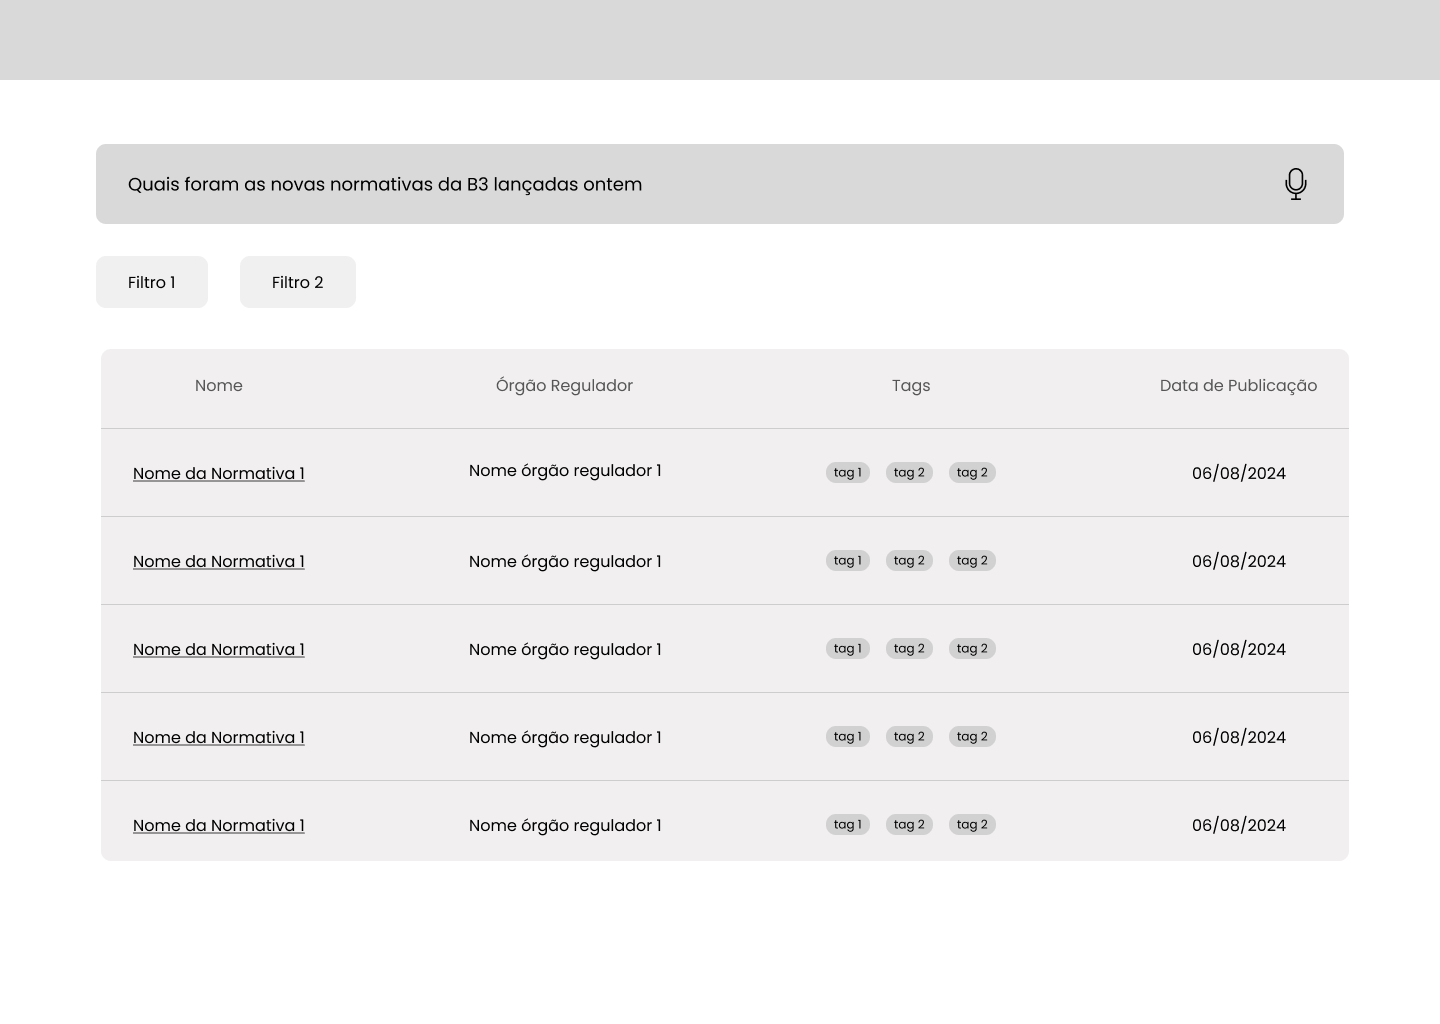 Quais foram as novas normativas da B3 lançadas ontem
Filtro 1 Filtro 2
Nome Órgão Regulador Tags Data de Publicação
Nome da Normativa 1 Nome órgão regulador 1 tag 1 tag 2 tag 2 06/08/2024
Nome da Normativa 1 Nome órgão regulador 1 tag 1 tag 2 tag 2 06/08/2024
Nome da Normativa 1 Nome órgão regulador 1 tag 1 tag 2 tag 2 06/08/2024
Nome da Normativa 1 Nome órgão regulador 1 tag 1 tag 2 tag 2 06/08/2024
Nome da Normativa 1 Nome órgão regulador 1 tag 1 tag 2 tag 2 06/08/2024